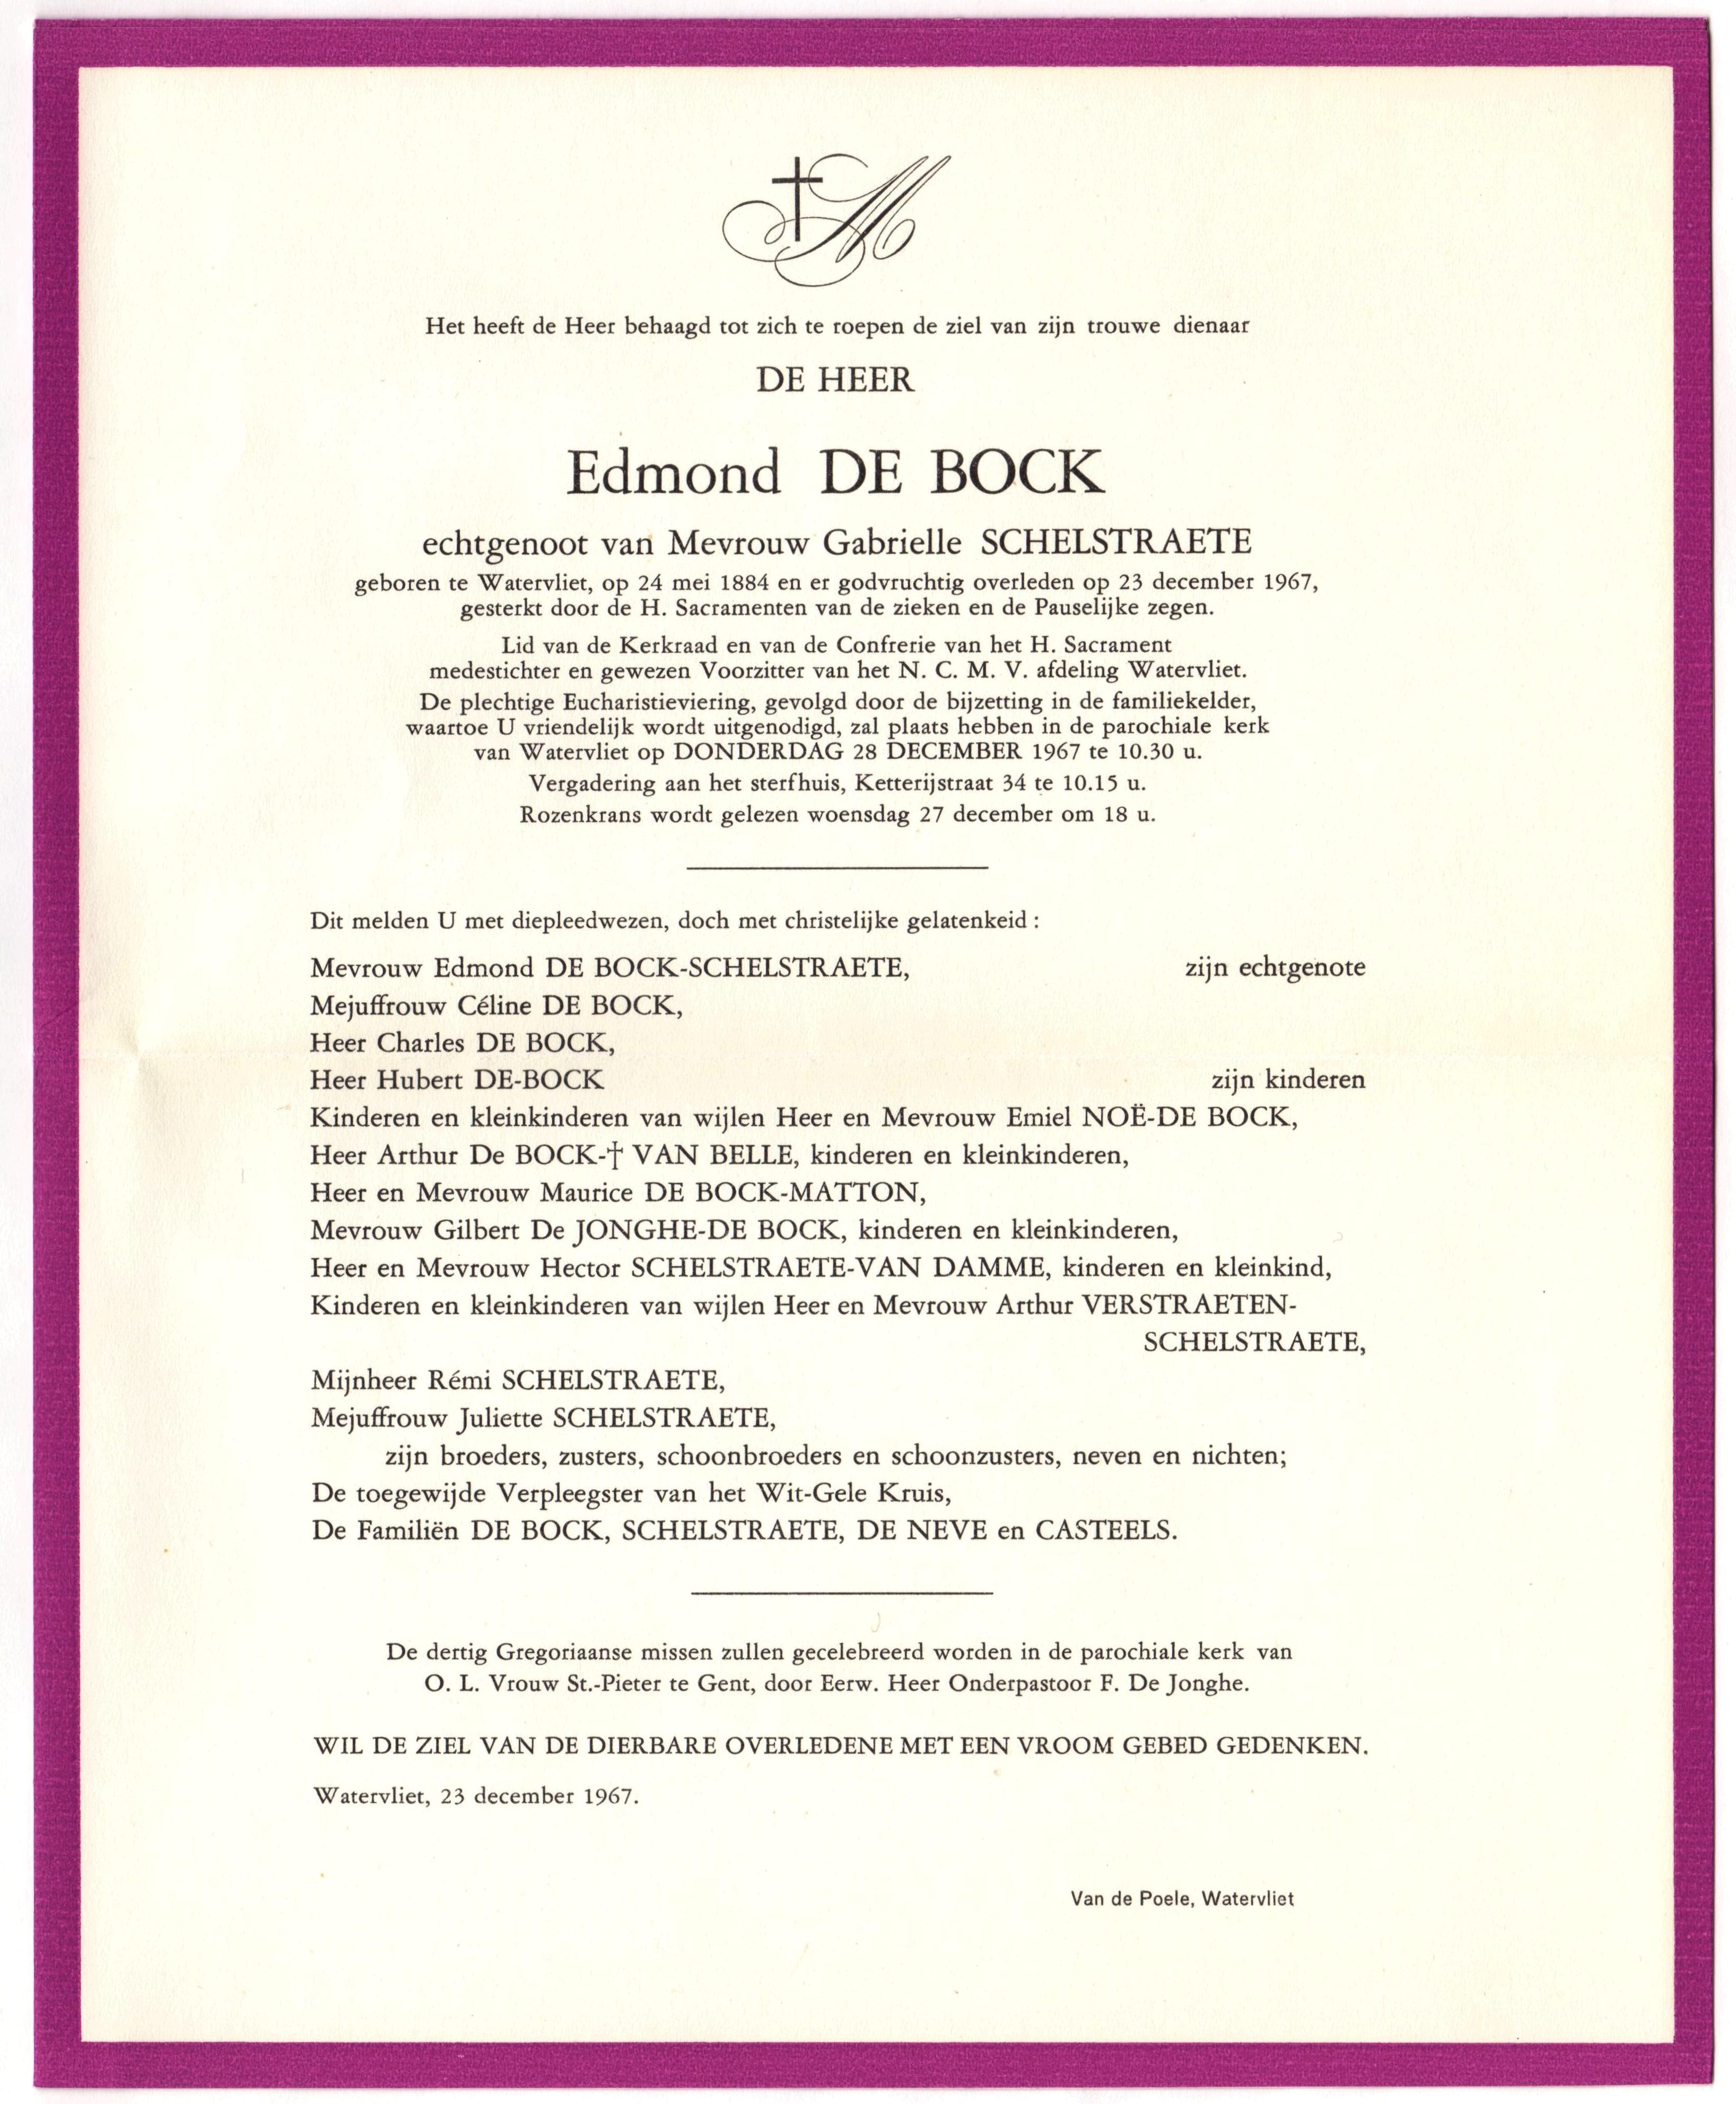 †M
Het heeft de Heer behaagd tot zich te roepen de ziel van zijn trouwe dienaar
DE HEER
Edmond DE BOCK
echtgenoot van Mevrouw Gabrielle SCHELSTRAETE
geboren te Watervliet, op 24 mei 1884 en er godvruchtig overleden op 23 december 1967,
gesterkt door de H. Sacramenten van de zieken en de Pauselijke zegen.
Lid van de Kerkraad en van de Confrerie van het H. Sacrament
medestichter en gewezen Voorzitter van het N. C. M. V. afdeling Watervliet.
De plechtige Eucharistieviering, gevolgd door de bijzetting in de familiekelder,
waartoe U vriendelijk wordt uitgenodigd, zal plaats hebben in de parochiale kerk
van Watervliet op DONDERDAG 28 DECEMBER 1967 te 10.30 u.
Vergadering aan het sterfhuis, Ketterijstraat 34 te 10.15 u.
Rozenkrans wordt gelezen woensdag 27 december om 18 u.
Dit melden U met diepleedwezen, doch met christelijke gelatenkeid :
Mevrouw Edmond DE BOCK-SCHELSTRAETE, zijn echtgenote
Mejuffrouw Céline DE BOCK,
Heer Charles DE BOCK,
Heer Hubert DE-BOCK zijn kinderen
Kinderen en kleinkinderen van wijlen Heer en Mevrouw Emiel NOË-DE BOCK,
Heer Arthur De BOCK-† VAN BELLE, kinderen en kleinkinderen,
Heer en Mevrouw Maurice DE BOCK-MATTON,
Mevrouw Gilbert De JONGHE-DE BOCK, kinderen en kleinkinderen,
Heer en Mevrouw Hector SCHELSTRAETE-VAN DAMME, kinderen en kleinkind,
Kinderen en kleinkinderen van wijlen Heer en Mevrouw Arthur VERSTRAETEN-
SCHELSTRAETE,
Mijnheer Rémi SCHELSTRAETE,
Mejuffrouw Juliette SCHELSTRAETE,
zijn broeders, zusters, schoonbroeders en schoonzusters, neven en nichten;
De toegewijde Verpleegster van het Wit-Gele Kruis,
De Familiën DE BOCK, SCHELSTRAETE, DE NEVE en CASTEELS.
De dertig Gregoriaanse missen zullen gecelebreerd worden in de parochiale kerk van
O. L. Vrouw St.-Pieter te Gent, door Eerw. Heer Onderpastoor F. De Jonghe.
WIL DE ZIEL VAN DE DIERBARE OVERLEDENE MET EEN VROOM GEBED GEDENKEN.
Watervliet, 23 december 1967.
Van de Poele, Watervliet